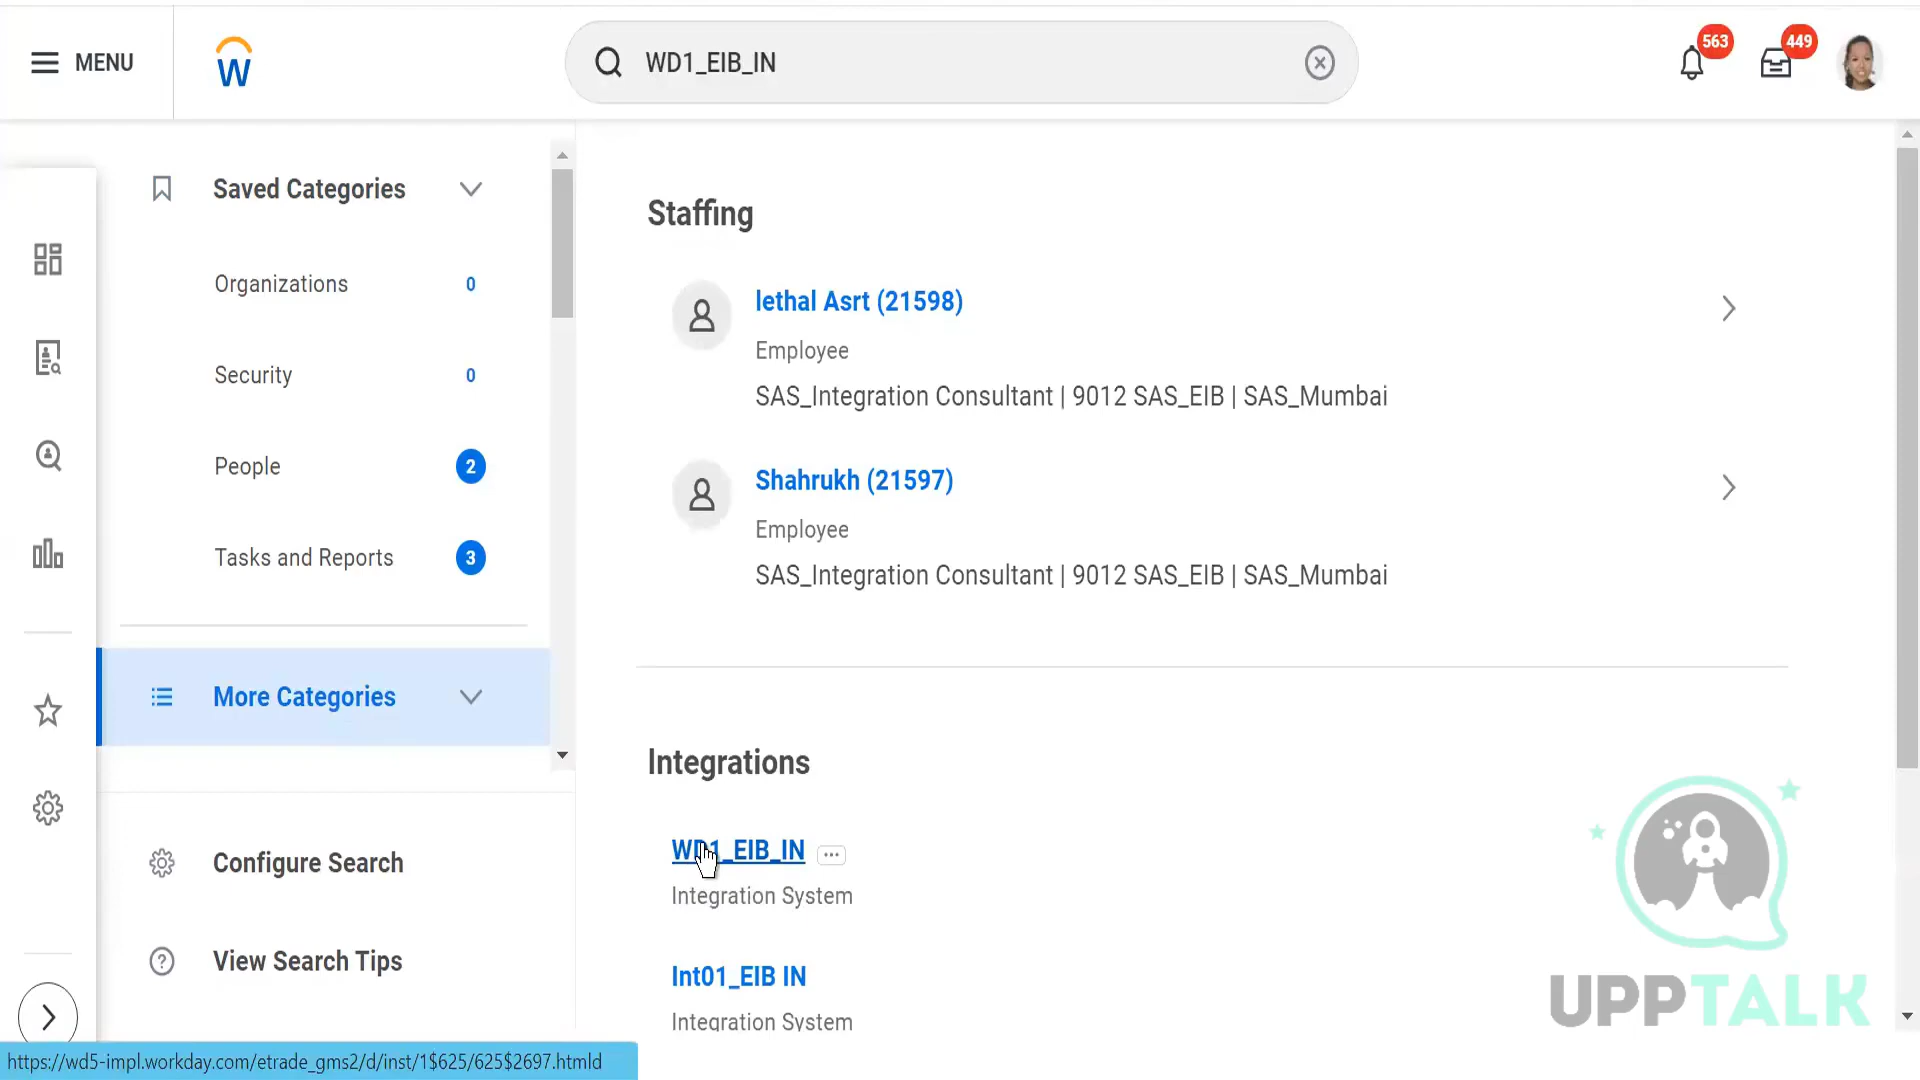 MENU
W
WD1_EIB_IN
563
449
Saved Categories
Organizations 0
Security 0
People 2
Tasks and Reports 3
More Categories
Configure Search
View Search Tips
Staffing
lethal Asrt (21598)
Employee
SAS_Integration Consultant | 9012 SAS_EIB | SAS_Mumbai
Shahrukh (21597)
Employee
SAS_Integration Consultant | 9012 SAS_EIB | SAS_Mumbai
Integrations
WD1_EIB_IN
Integration System
Int01_EIB IN
Integration System
UPPTALK
https://wd5-impl.workday.com/etrade_gms2/d/inst/1$625/625$2697.htmld